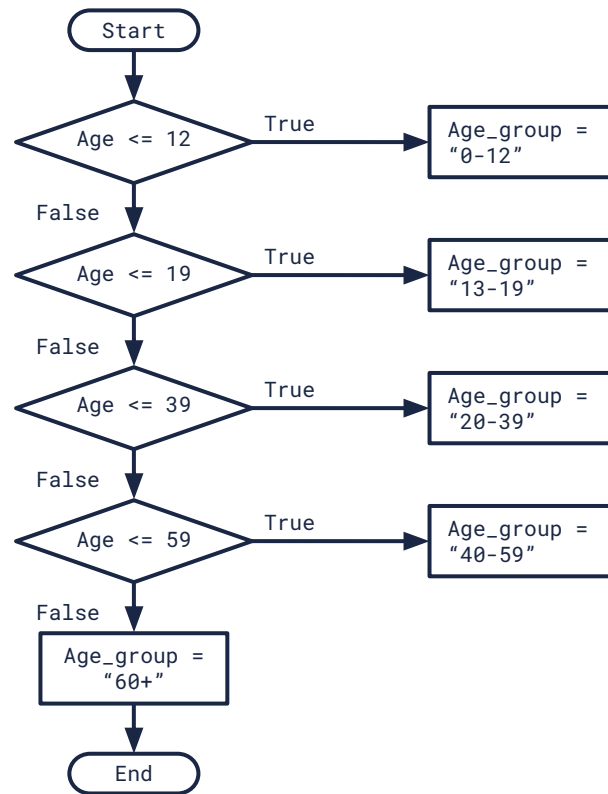 Start
Age <= 12
True
Age_group =
“0-12”
False
Age <= 19
True
Age_group =
“13-19”
False
Age <= 39
True
Age_group =
“20-39”
False
Age <= 59
True
Age_group =
“40-59”
False
Age_group =
“60+”
End